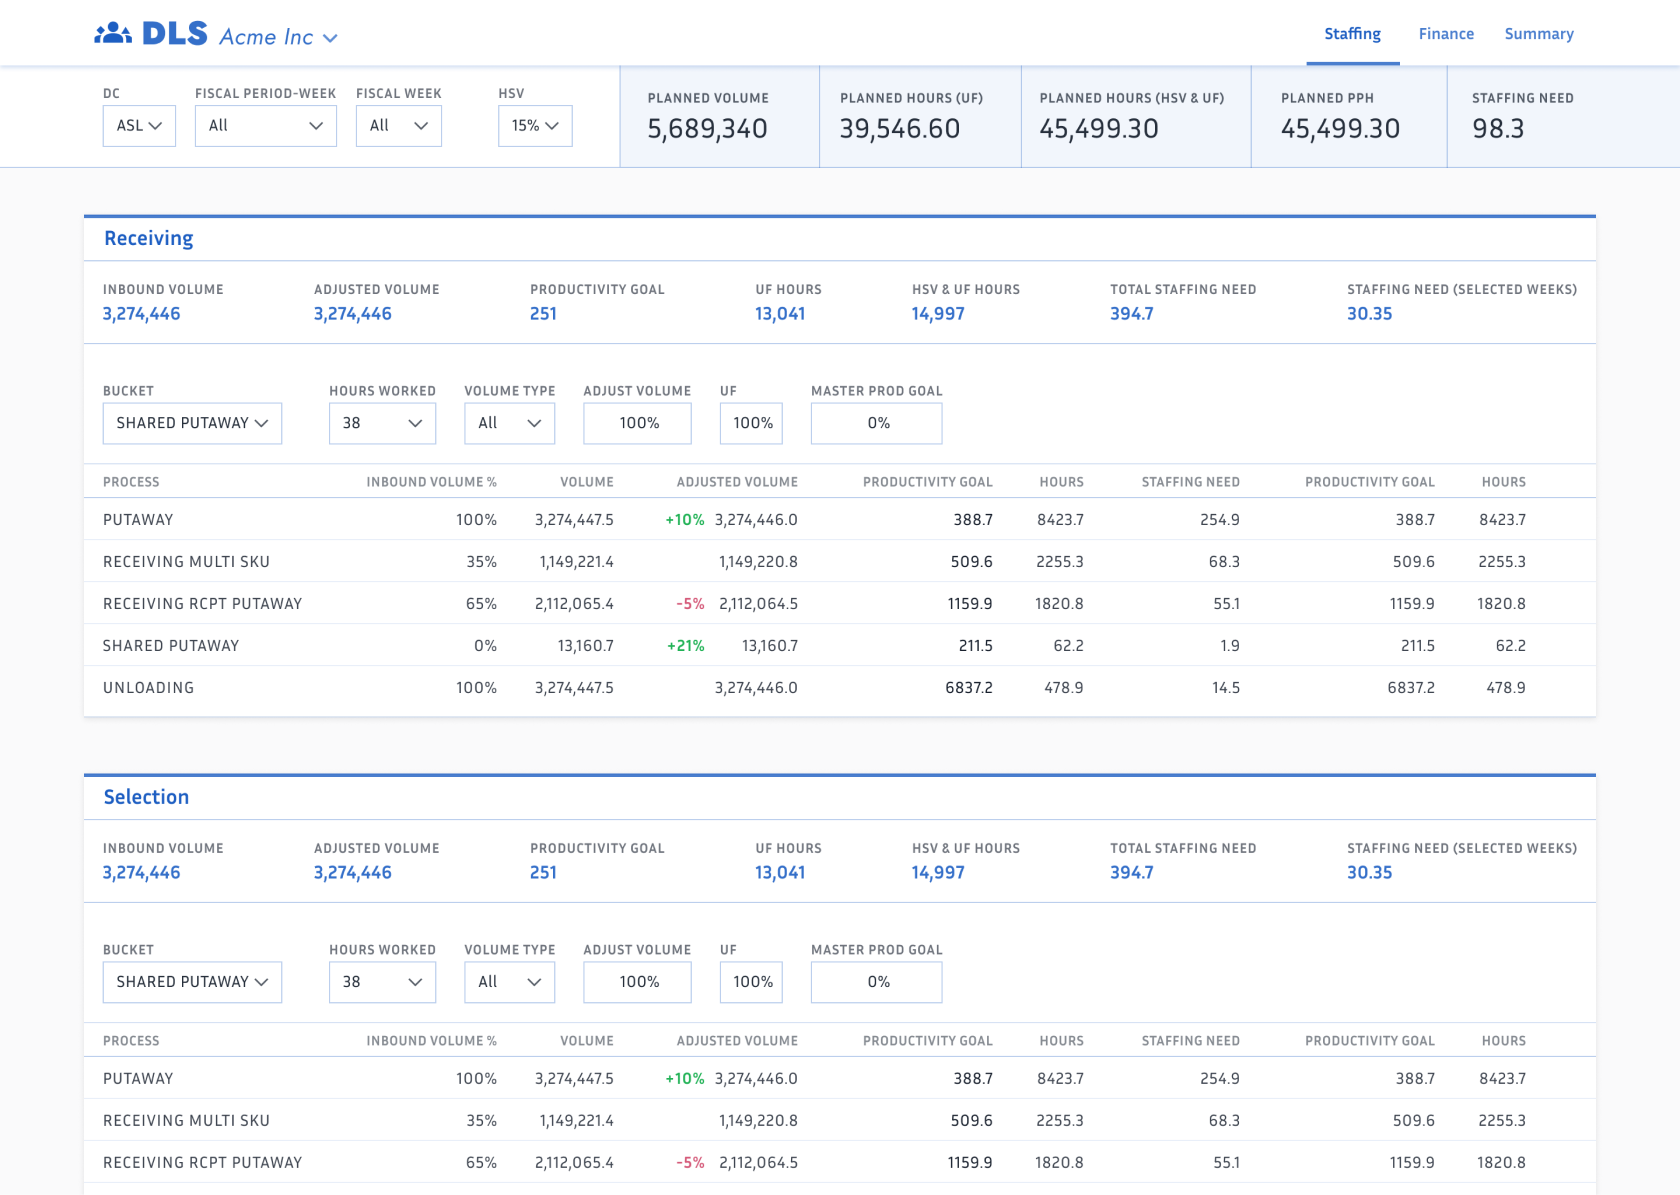 DLS Acme Inc
Staffing Finance Summary
DC FISCAL PERIOD-WEEK FISCAL WEEK HSV
ASL All All 15%
PLANNED VOLUME PLANNED HOURS (UF) PLANNED HOURS (HSV & UF) PLANNED PPH STAFFING NEED
5,689,340 39,546.60 45,499.30 45,499.30 98.3
Receiving
INBOUND VOLUME ADJUSTED VOLUME PRODUCTIVITY GOAL UF HOURS HSV & UF HOURS TOTAL STAFFING NEED STAFFING NEED (SELECTED WEEKS)
3,274,446 3,274,446 251 13,041 14,997 394.7 30.35
BUCKET HOURS WORKED VOLUME TYPE ADJUST VOLUME UF MASTER PROD GOAL
SHARED PUTAWAY 38 All 100% 100% 0%
PROCESS INBOUND VOLUME % VOLUME ADJUSTED VOLUME PRODUCTIVITY GOAL HOURS STAFFING NEED PRODUCTIVITY GOAL HOURS
PUTAWAY 100% 3,274,447.5 +10% 3,274,446.0 388.7 8423.7 254.9 388.7 8423.7
RECEIVING MULTI SKU 35% 1,149,221.4 1,149,220.8 509.6 2255.3 68.3 509.6 2255.3
RECEIVING RCPT PUTAWAY 65% 2,112,065.4 -5% 2,112,064.5 1159.9 1820.8 55.1 1159.9 1820.8
SHARED PUTAWAY 0% 13,160.7 +21% 13,160.7 211.5 62.2 1.9 211.5 62.2
UNLOADING 100% 3,274,447.5 3,274,446.0 6837.2 478.9 14.5 6837.2 478.9
Selection
INBOUND VOLUME ADJUSTED VOLUME PRODUCTIVITY GOAL UF HOURS HSV & UF HOURS TOTAL STAFFING NEED STAFFING NEED (SELECTED WEEKS)
3,274,446 3,274,446 251 13,041 14,997 394.7 30.35
BUCKET HOURS WORKED VOLUME TYPE ADJUST VOLUME UF MASTER PROD GOAL
SHARED PUTAWAY 38 All 100% 100% 0%
PROCESS INBOUND VOLUME % VOLUME ADJUSTED VOLUME PRODUCTIVITY GOAL HOURS STAFFING NEED PRODUCTIVITY GOAL HOURS
PUTAWAY 100% 3,274,447.5 +10% 3,274,446.0 388.7 8423.7 254.9 388.7 8423.7
RECEIVING MULTI SKU 35% 1,149,221.4 1,149,220.8 509.6 2255.3 68.3 509.6 2255.3
RECEIVING RCPT PUTAWAY 65% 2,112,065.4 -5% 2,112,064.5 1159.9 1820.8 55.1 1159.9 1820.8